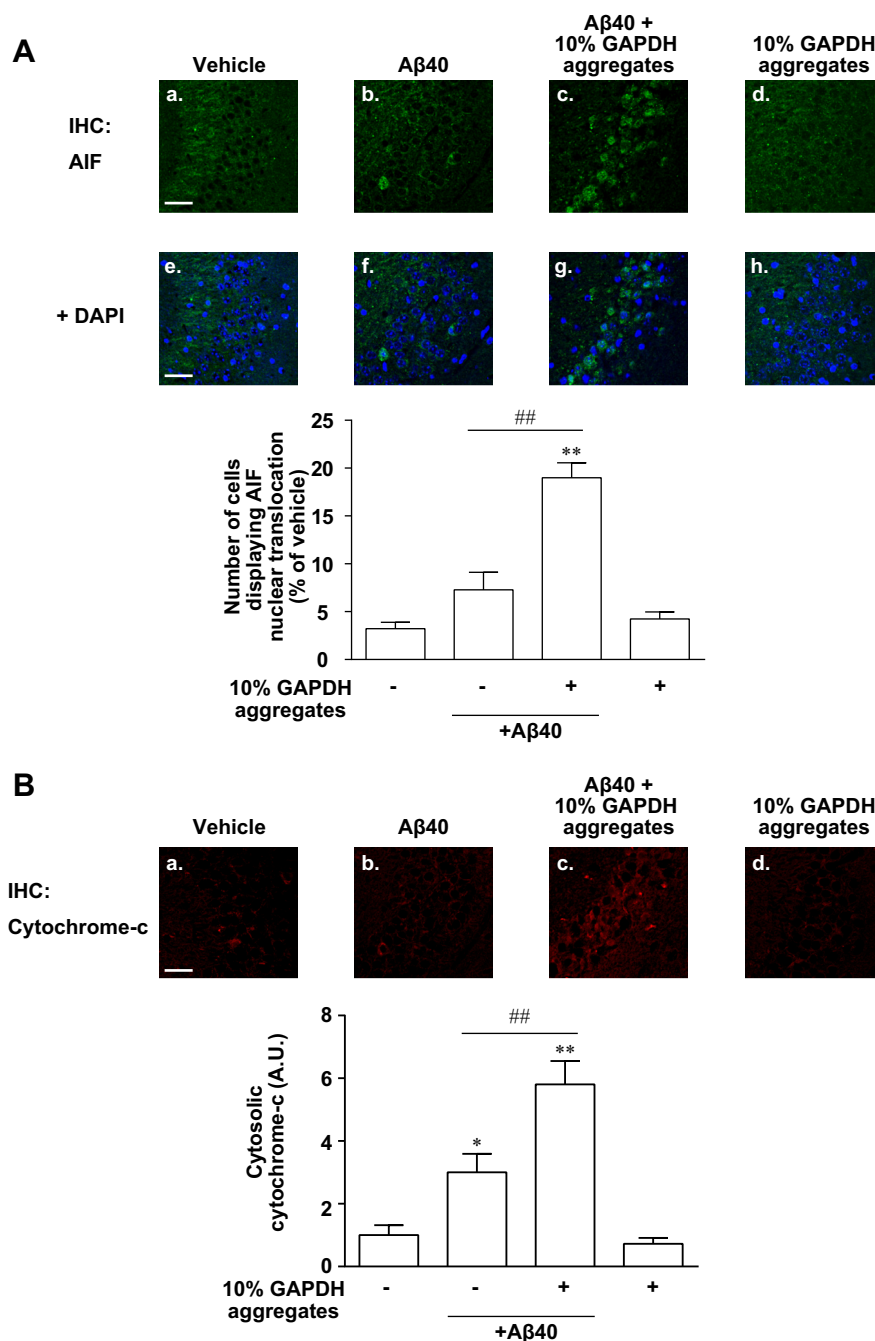 A
Vehicle
Aβ40
Aβ40 +
10% GAPDH
aggregates
10% GAPDH
aggregates
IHC:
AIF
a.
b.
c.
d.
+ DAPI
e.
f.
g.
h.
Number of cells
displaying AIF
nuclear translocation
(% of vehicle)
25
20
15
10
5
0
##
**
10% GAPDH
aggregates
- - + +
+Aβ40
B
Vehicle
Aβ40
Aβ40 +
10% GAPDH
aggregates
10% GAPDH
aggregates
IHC:
Cytochrome-c
a.
b.
c.
d.
Cytosolic
cytochrome-c (A.U.)
8
6
4
2
0
##
*
**
10% GAPDH
aggregates
- - + +
+Aβ40